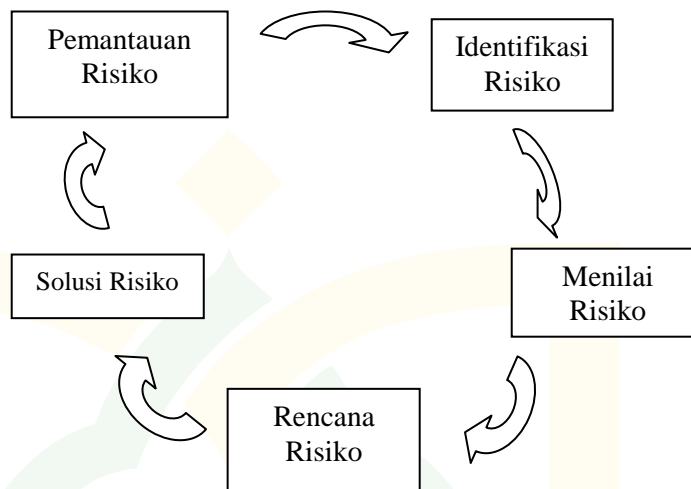 Pemantauan
Risiko
Identifikasi
Risiko
Solusi Risiko
Menilai
Risiko
Rencana
Risiko